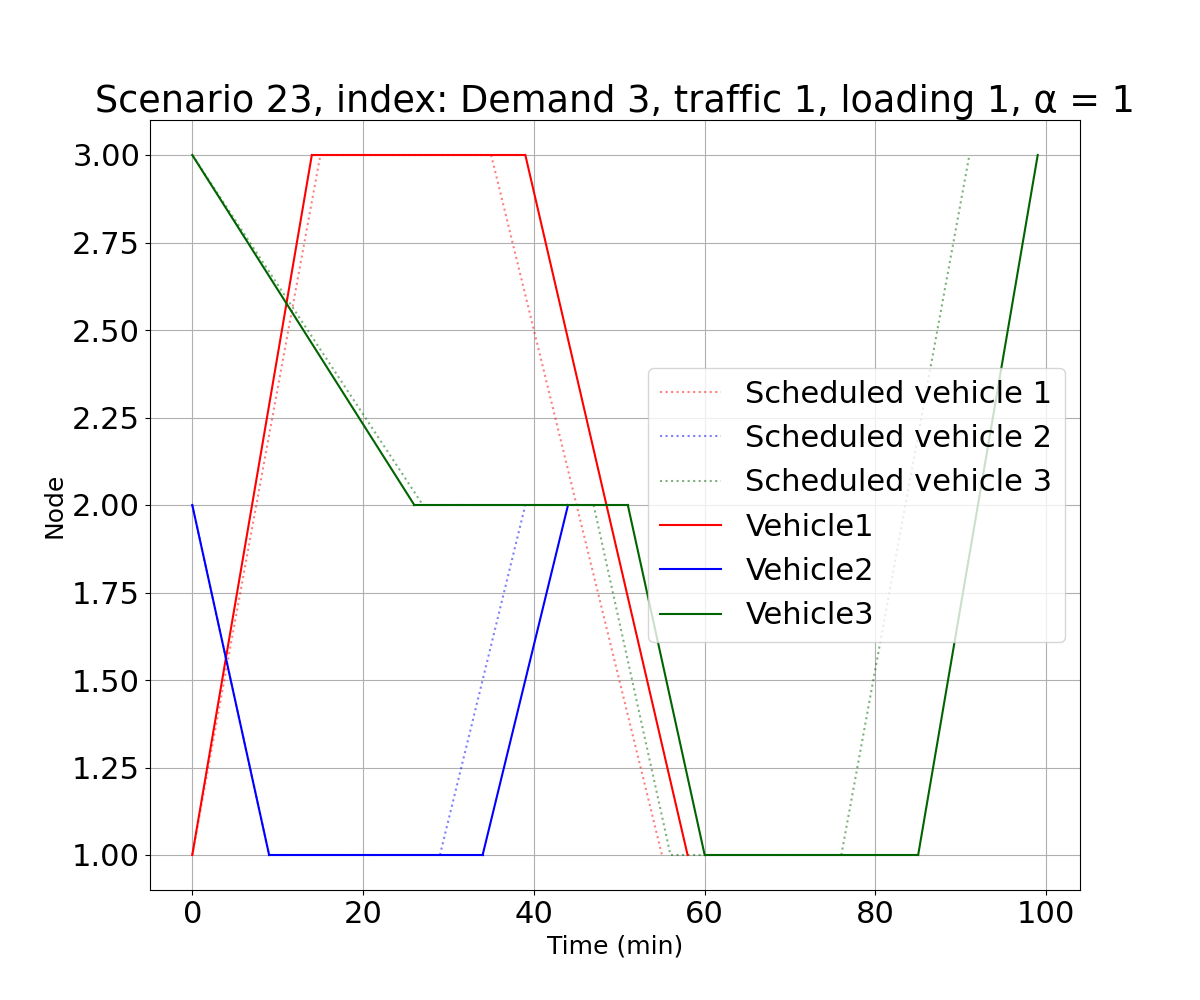 Scenario 23, index: Demand 3, traffic 1, loading 1, α = 1
3.00
2.75
2.50
2.25
2.00
1.75
1.50
1.25
1.00
Node
Scheduled vehicle 1
Scheduled vehicle 2
Scheduled vehicle 3
Vehicle1
Vehicle2
Vehicle3
0 20 40 60 80 100
Time (min)